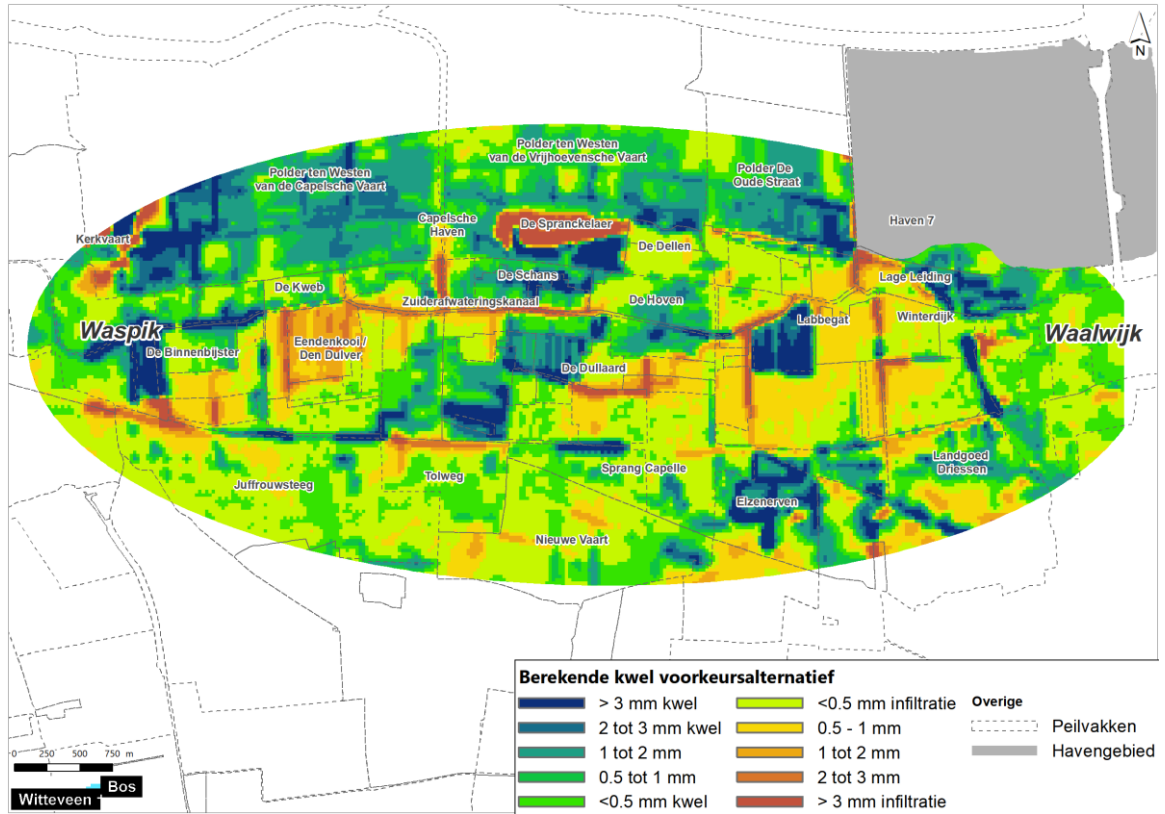 N
Polder ten Westen
van de Vrijhoevensche Vaart
Polder ten Westen
van de Capelsche Vaart
Polder De
Oude Straat
Kerkvaart
Capelsche
Haven
De Spranckelaer
Haven 7
De Dellen
De Schans
Lage Leiding
De Kweb
Zuiderafwateringskanaal
De Hoven
Labbegat
Winterdijk
Waspik
Waalwijk
De Binnenbijster
Eendenkooi /
Den Dulver
De Dullaard
Juffrouwsteeg
Tolweg
Sprang Capelle
Landgoed
Driessen
Elzenerven
Nieuwe Vaart
Berekende kwel voorkeursalternatief
> 3 mm kwel
2 tot 3 mm kwel
1 tot 2 mm
0.5 tot 1 mm
<0.5 mm kwel
<0.5 mm infiltratie
0.5 - 1 mm
1 tot 2 mm
2 tot 3 mm
> 3 mm infiltratie
Overige
Peilvakken
Havengebied
0 250 500 750 m
Witteveen
Bos